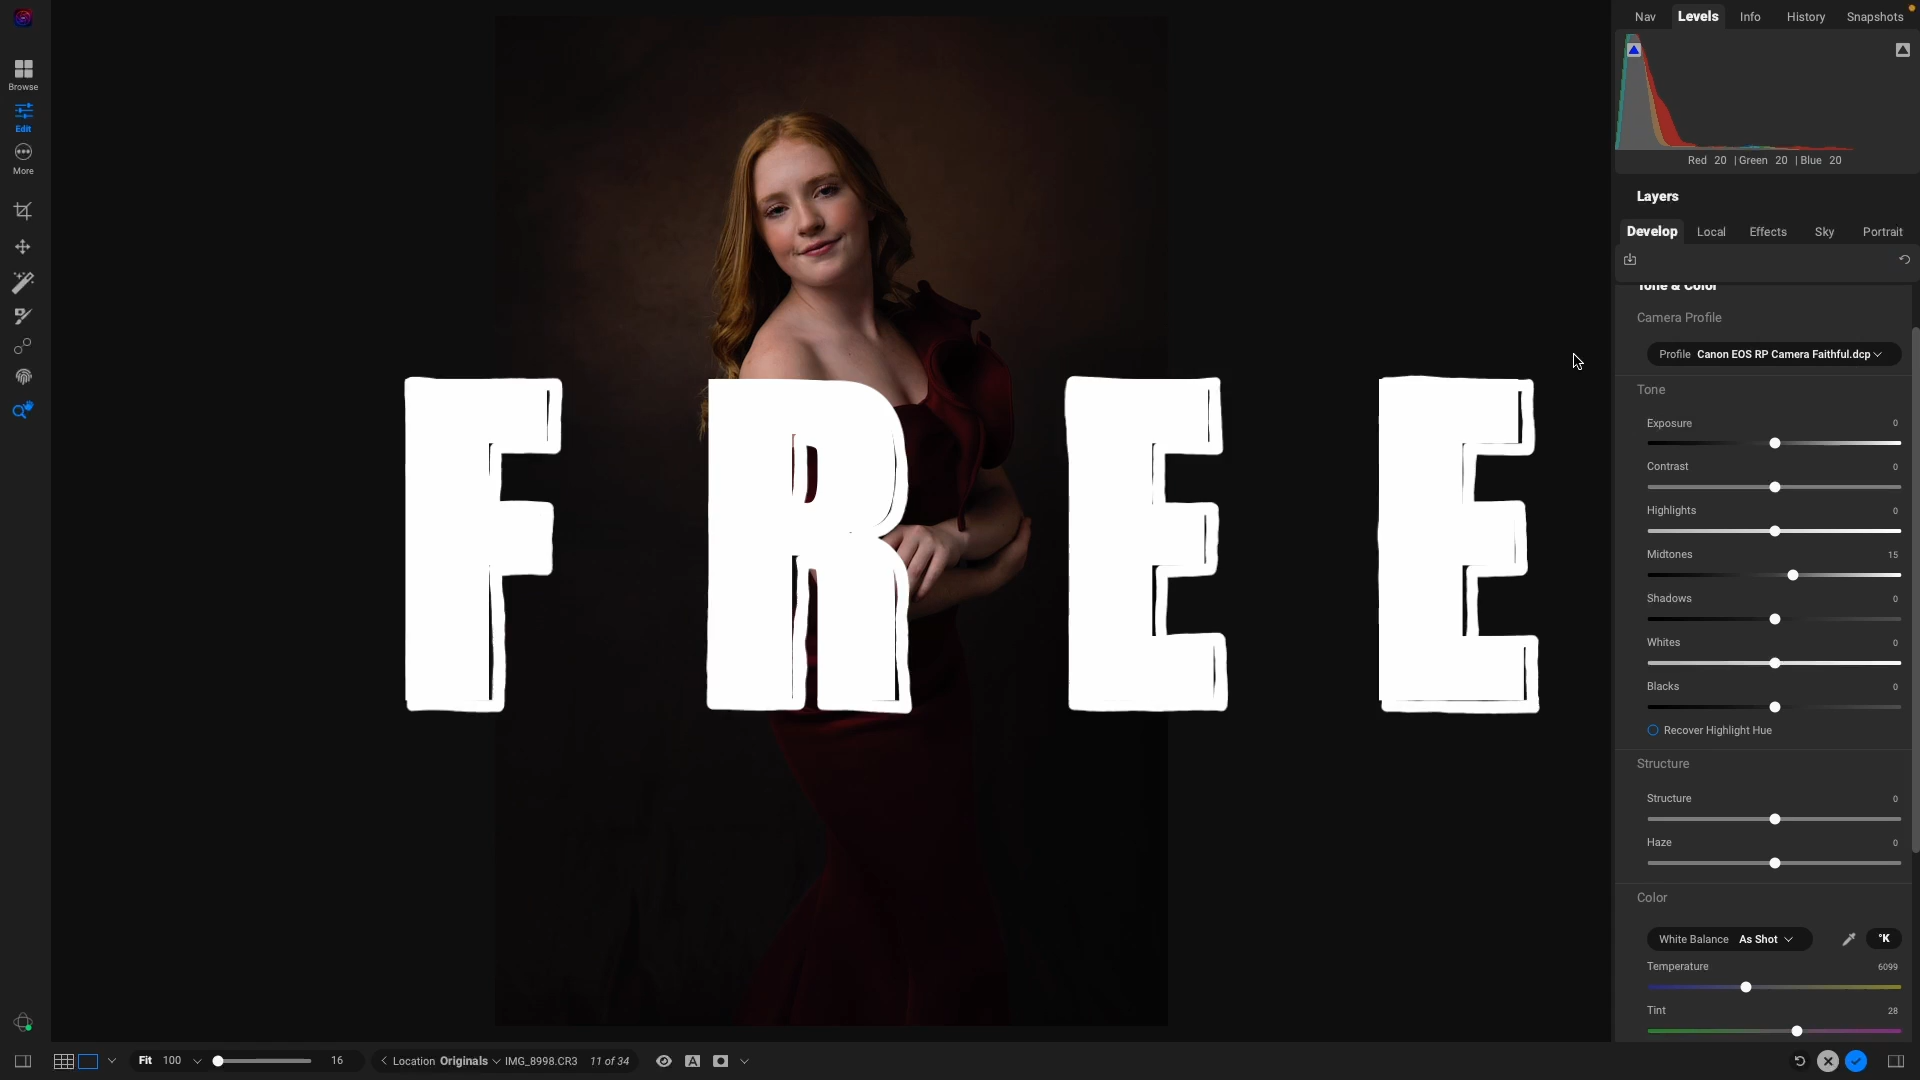 Browse
Edit
More
FREE
Nav Levels Info History Snapshots
Red 20 | Green 20 | Blue 20
Layers
Develop Local Effects Sky Portrait
Tone & Color
Camera Profile
Profile Canon EOS RP Camera Faithful.dcp
Tone
Exposure 0
Contrast 0
Highlights 0
Midtones 15
Shadows 0
Whites 0
Blacks 0
Recover Highlight Hue
Structure
Structure 0
Haze 0
Color
White Balance As Shot °K
Temperature 6099
Tint 28
Fit 100 16 Location Originals IMG_8998.CR3 11 of 34 A